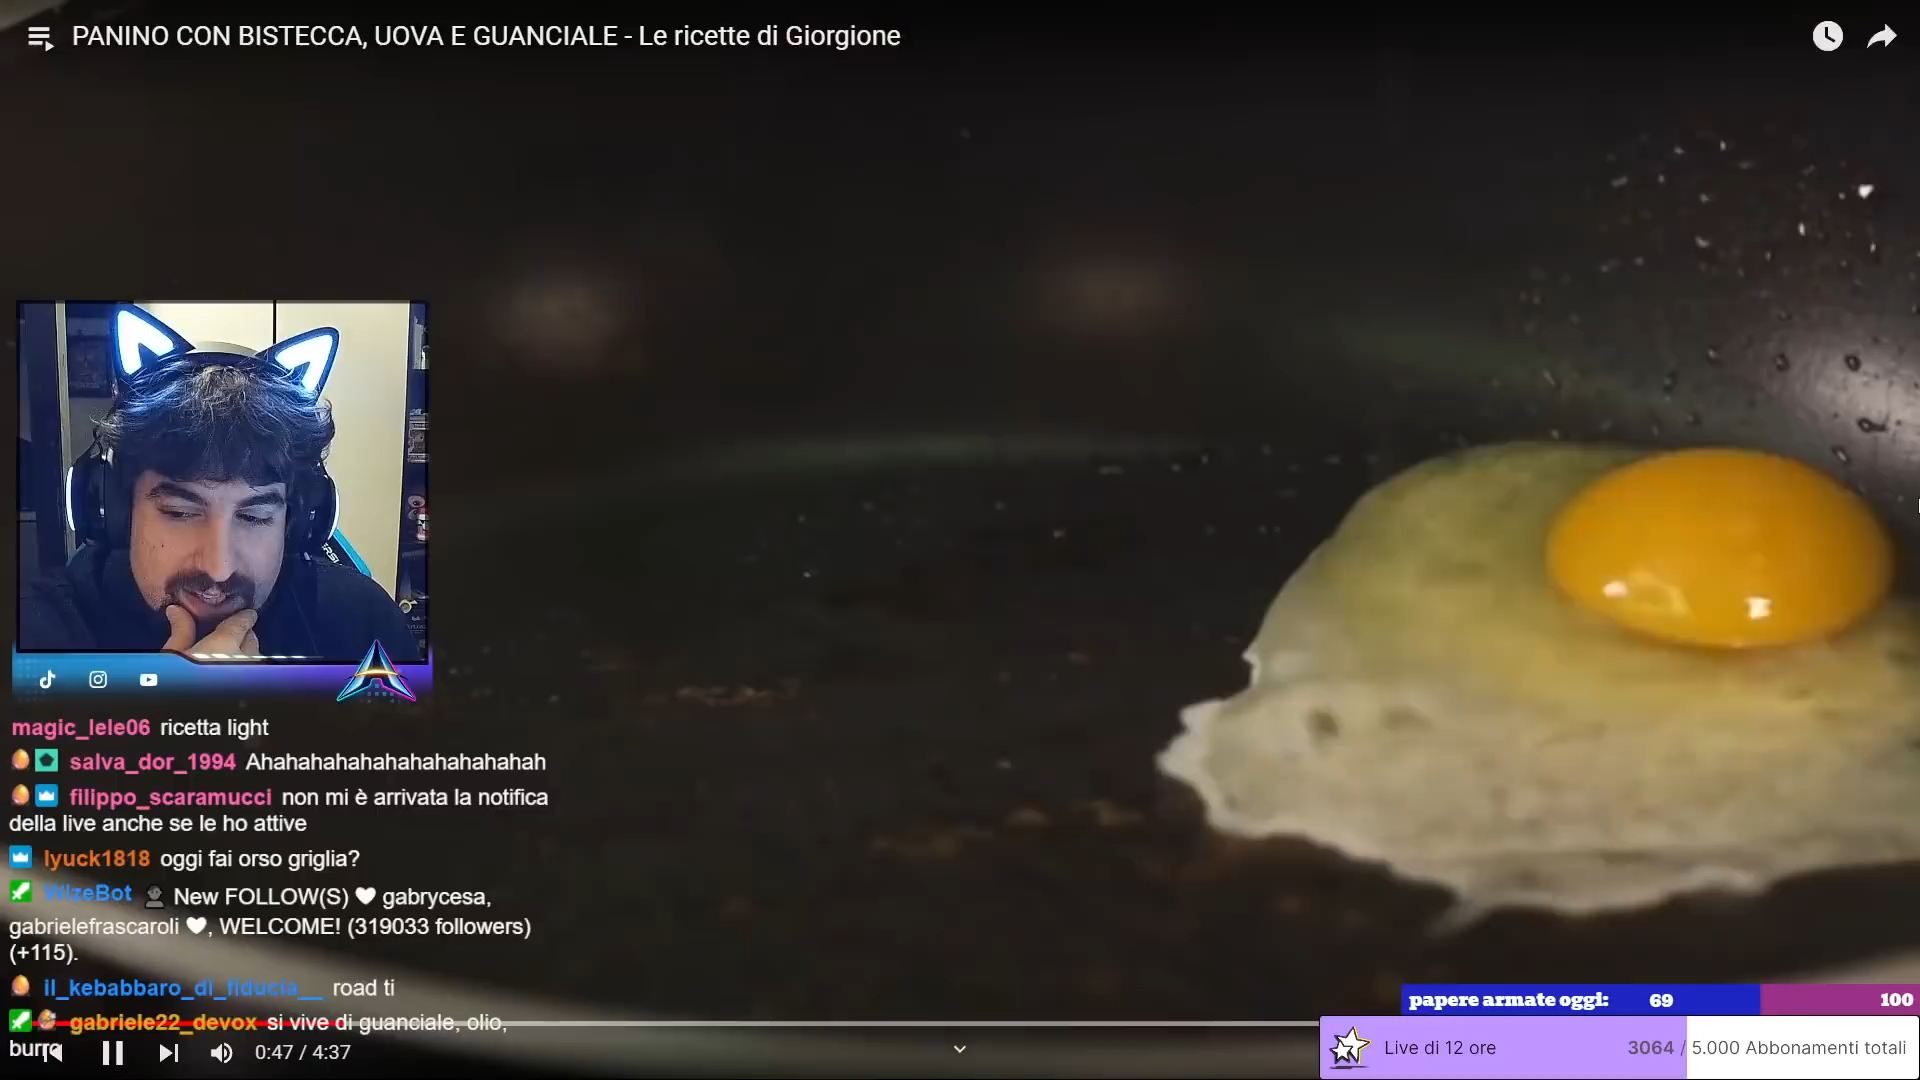 PANINO CON BISTECCA, UOVA E GUANCIALE - Le ricette di Giorgione
magic_lele06 ricetta light
salva_dor_1994 Ahahahahahahahahahahahah
filippo_scaramucci non mi è arrivata la notifica
della live anche se le ho attive
lyuck1818 oggi fai orso griglia?
WizeBot New FOLLOW(S) ♥ gabrycesa,
gabrielefrascaroli ♥, WELCOME! (319033 followers)
(+115).
il_kebabbaro_di_fiducia__ road ti
gabriele22_devox si vive di guanciale, olio,
burro
0:47 / 4:37
papere armate oggi: 69 100
Live di 12 ore 3064 / 5.000 Abbonamenti totali